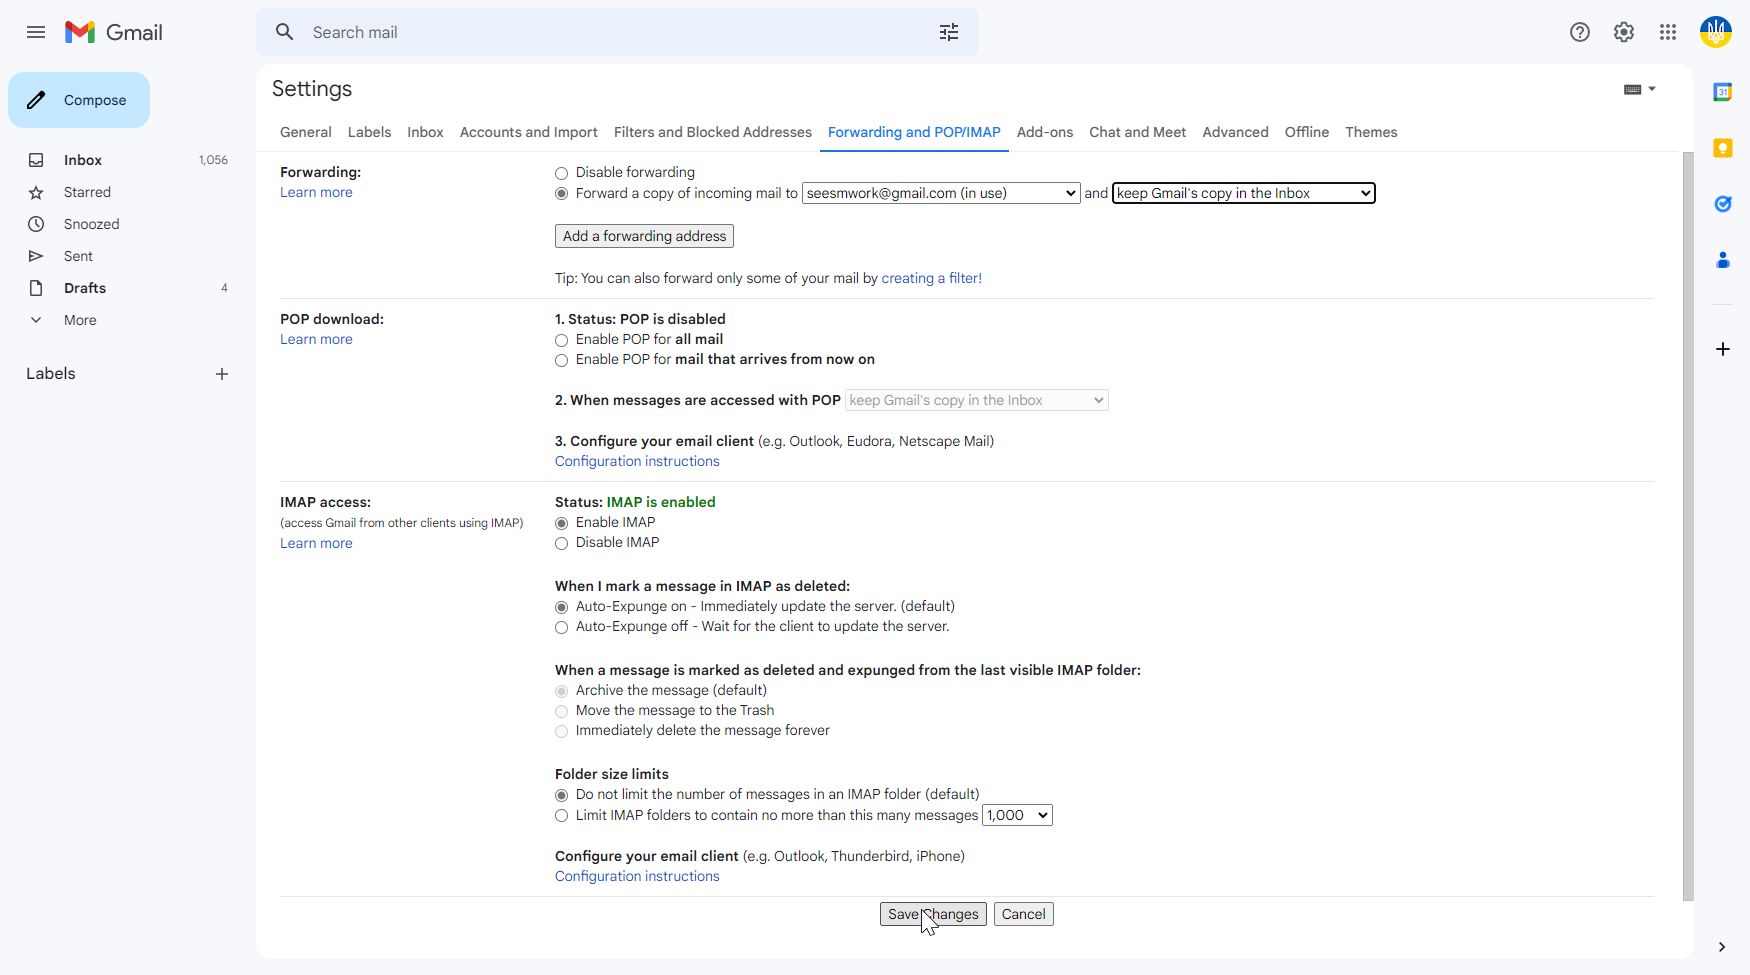 Gmail
Search mail
Compose
Inbox 1,056
Starred
Snoozed
Sent
Drafts 4
More
Labels
Settings
General Labels Inbox Accounts and Import Filters and Blocked Addresses Forwarding and POP/IMAP Add-ons Chat and Meet Advanced Offline Themes
Forwarding:
Learn more
Disable forwarding
Forward a copy of incoming mail to seesmwork@gmail.com (in use) and keep Gmail's copy in the Inbox
Add a forwarding address
Tip: You can also forward only some of your mail by creating a filter!
POP download:
Learn more
1. Status: POP is disabled
Enable POP for all mail
Enable POP for mail that arrives from now on
2. When messages are accessed with POP keep Gmail's copy in the Inbox
3. Configure your email client (e.g. Outlook, Eudora, Netscape Mail)
Configuration instructions
IMAP access:
(access Gmail from other clients using IMAP)
Learn more
Status: IMAP is enabled
Enable IMAP
Disable IMAP
When I mark a message in IMAP as deleted:
Auto-Expunge on - Immediately update the server. (default)
Auto-Expunge off - Wait for the client to update the server.
When a message is marked as deleted and expunged from the last visible IMAP folder:
Archive the message (default)
Move the message to the Trash
Immediately delete the message forever
Folder size limits
Do not limit the number of messages in an IMAP folder (default)
Limit IMAP folders to contain no more than this many messages 1,000
Configure your email client (e.g. Outlook, Thunderbird, iPhone)
Configuration instructions
Save Changes Cancel
31